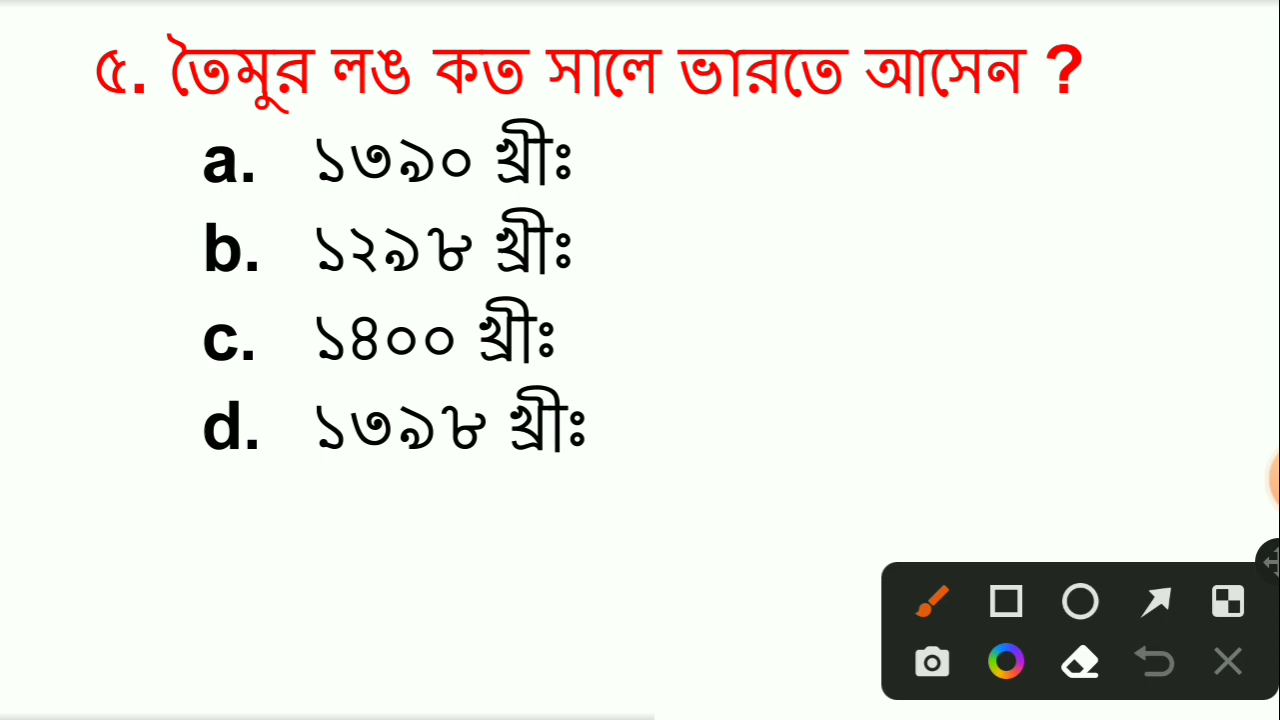 ৫. তৈমুর লঙ কত সালে ভারতে আসেন ?
a. ১৩৯০ খ্রীঃ
b. ১২৯৮ খ্রীঃ
c. ১৪০০ খ্রীঃ
d. ১৩৯৮ খ্রীঃ